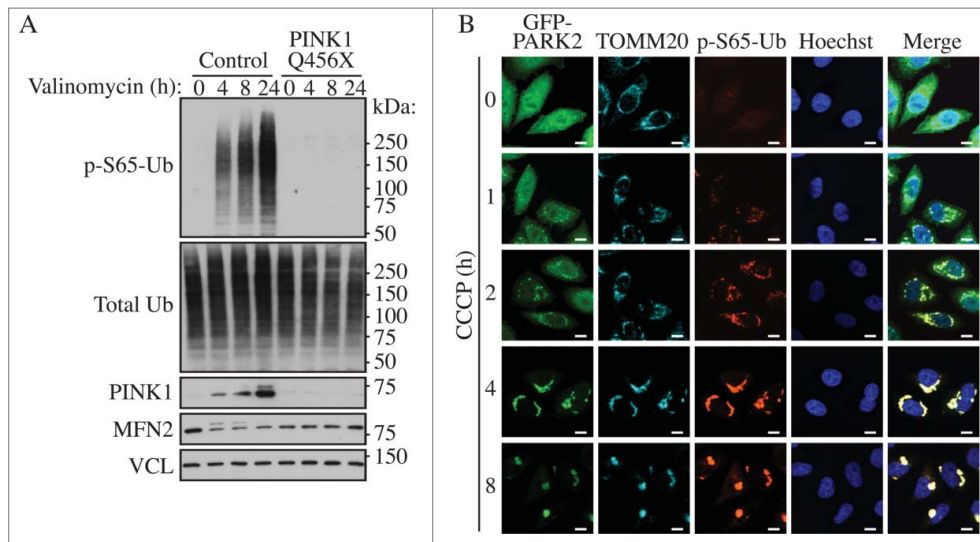 A
Control
PINK1
Q456X
Valinomycin (h): 0 4 8 24 0 4 8 24
kDa:
p-S65-Ub
250
150
100
75
50
Total Ub
250
150
100
75
50
PINK1
75
MFN2
75
VCL
150
B
GFP-
PARK2 TOMM20 p-S65-Ub Hoechst Merge
CCCP (h)
0
1
2
4
8